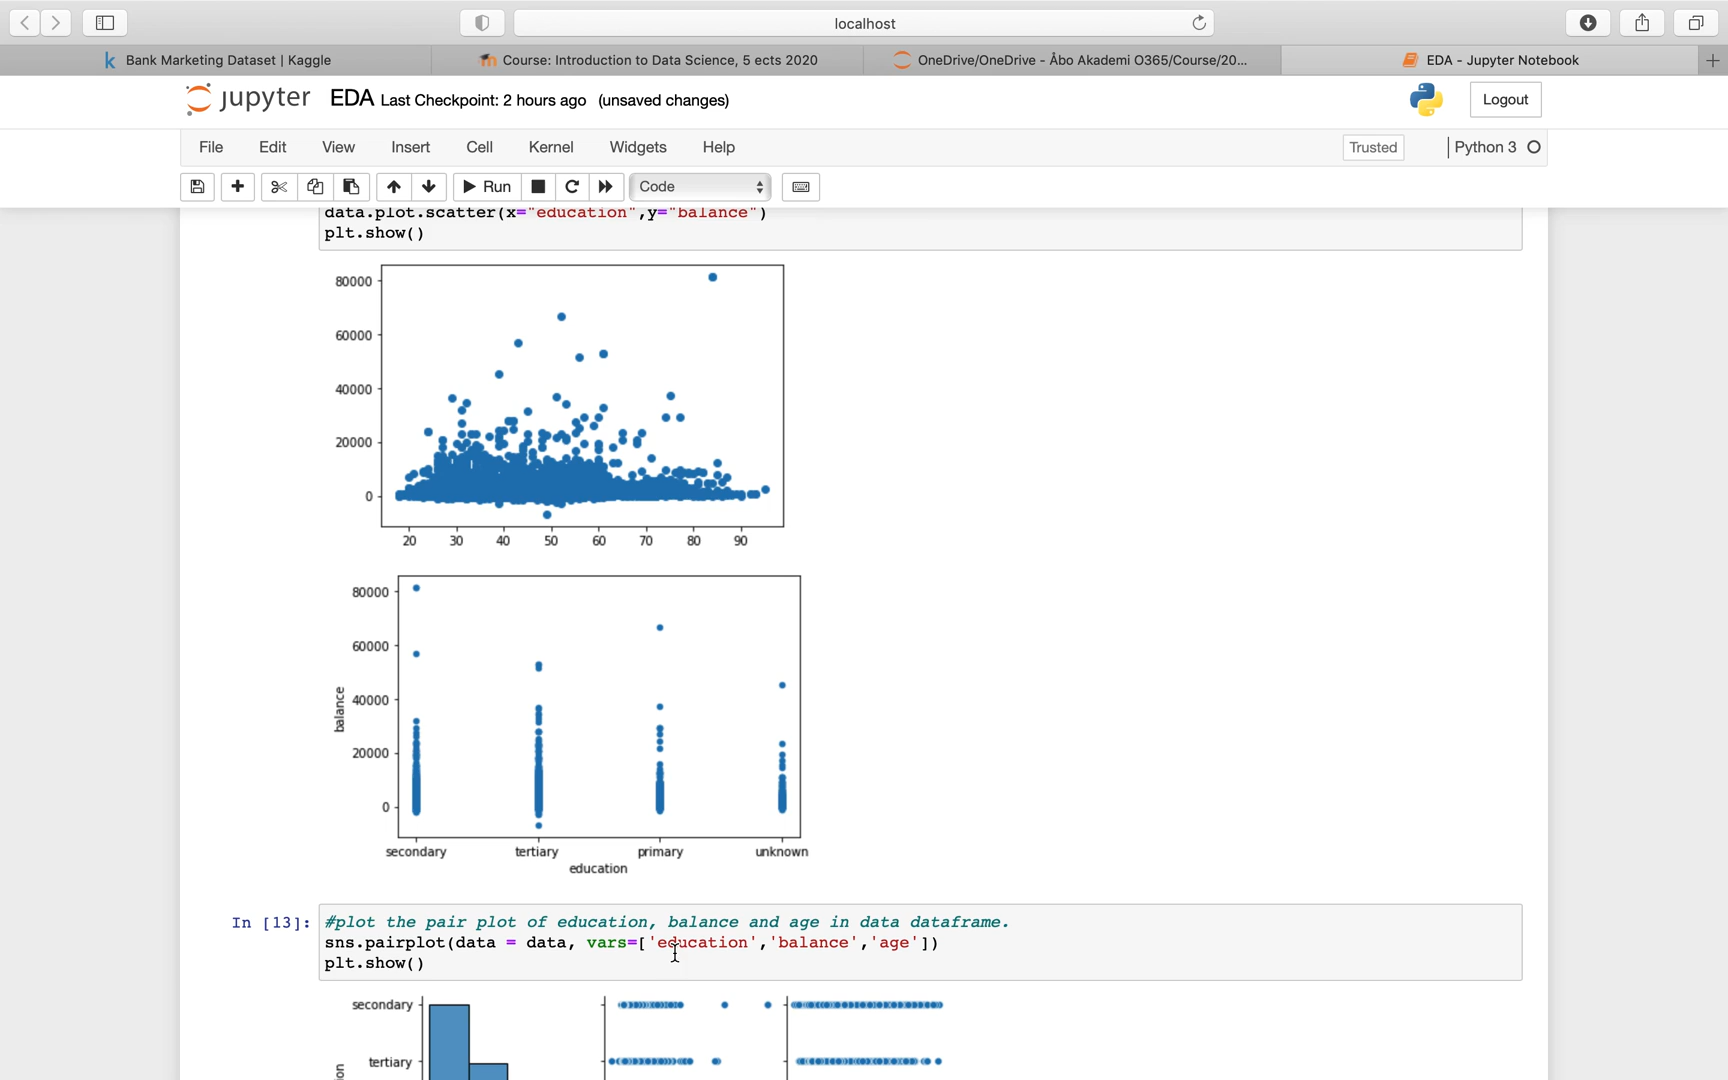 localhost
Bank Marketing Dataset | Kaggle
Course: Introduction to Data Science, 5 ects 2020
OneDrive/OneDrive - Åbo Akademi O365/Course/20...
EDA - Jupyter Notebook
jupyter EDA Last Checkpoint: 2 hours ago (unsaved changes)
Logout
File Edit View Insert Cell Kernel Widgets Help
Trusted
Python 3
Run
Code
data.plot.scatter(x="education",y="balance")
plt.show()
80000
60000
40000
20000
0
20 30 40 50 60 70 80 90
80000
60000
40000
20000
0
balance
secondary tertiary primary unknown
education
In [13]:
#plot the pair plot of education, balance and age in data dataframe.
sns.pairplot(data = data, vars=['education','balance','age'])
plt.show()
secondary
tertiary